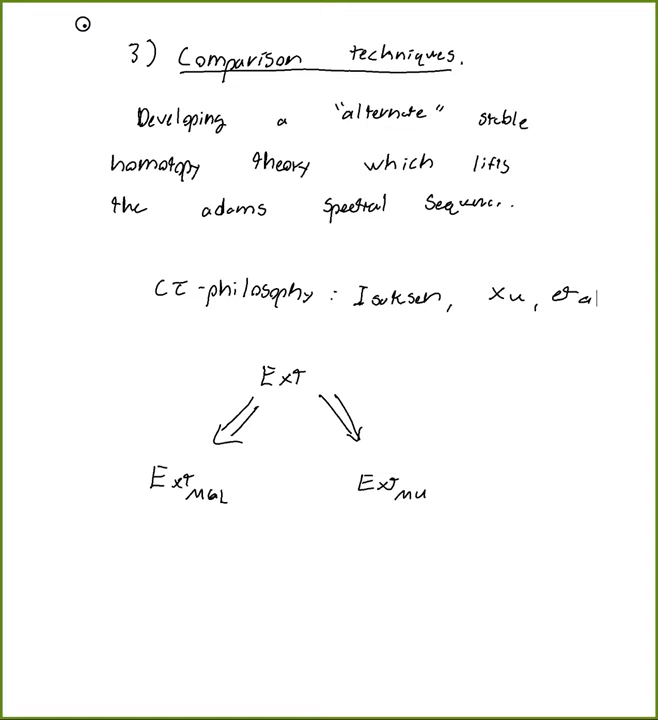 3) Comparison techniques.
Developing a "alternate" stable
homotopy theory which lifts
the adams spectral sequenc..
Cτ-philosophy : Isaksen, Xu, et al
Ext
Ext_MGL Ext_MU